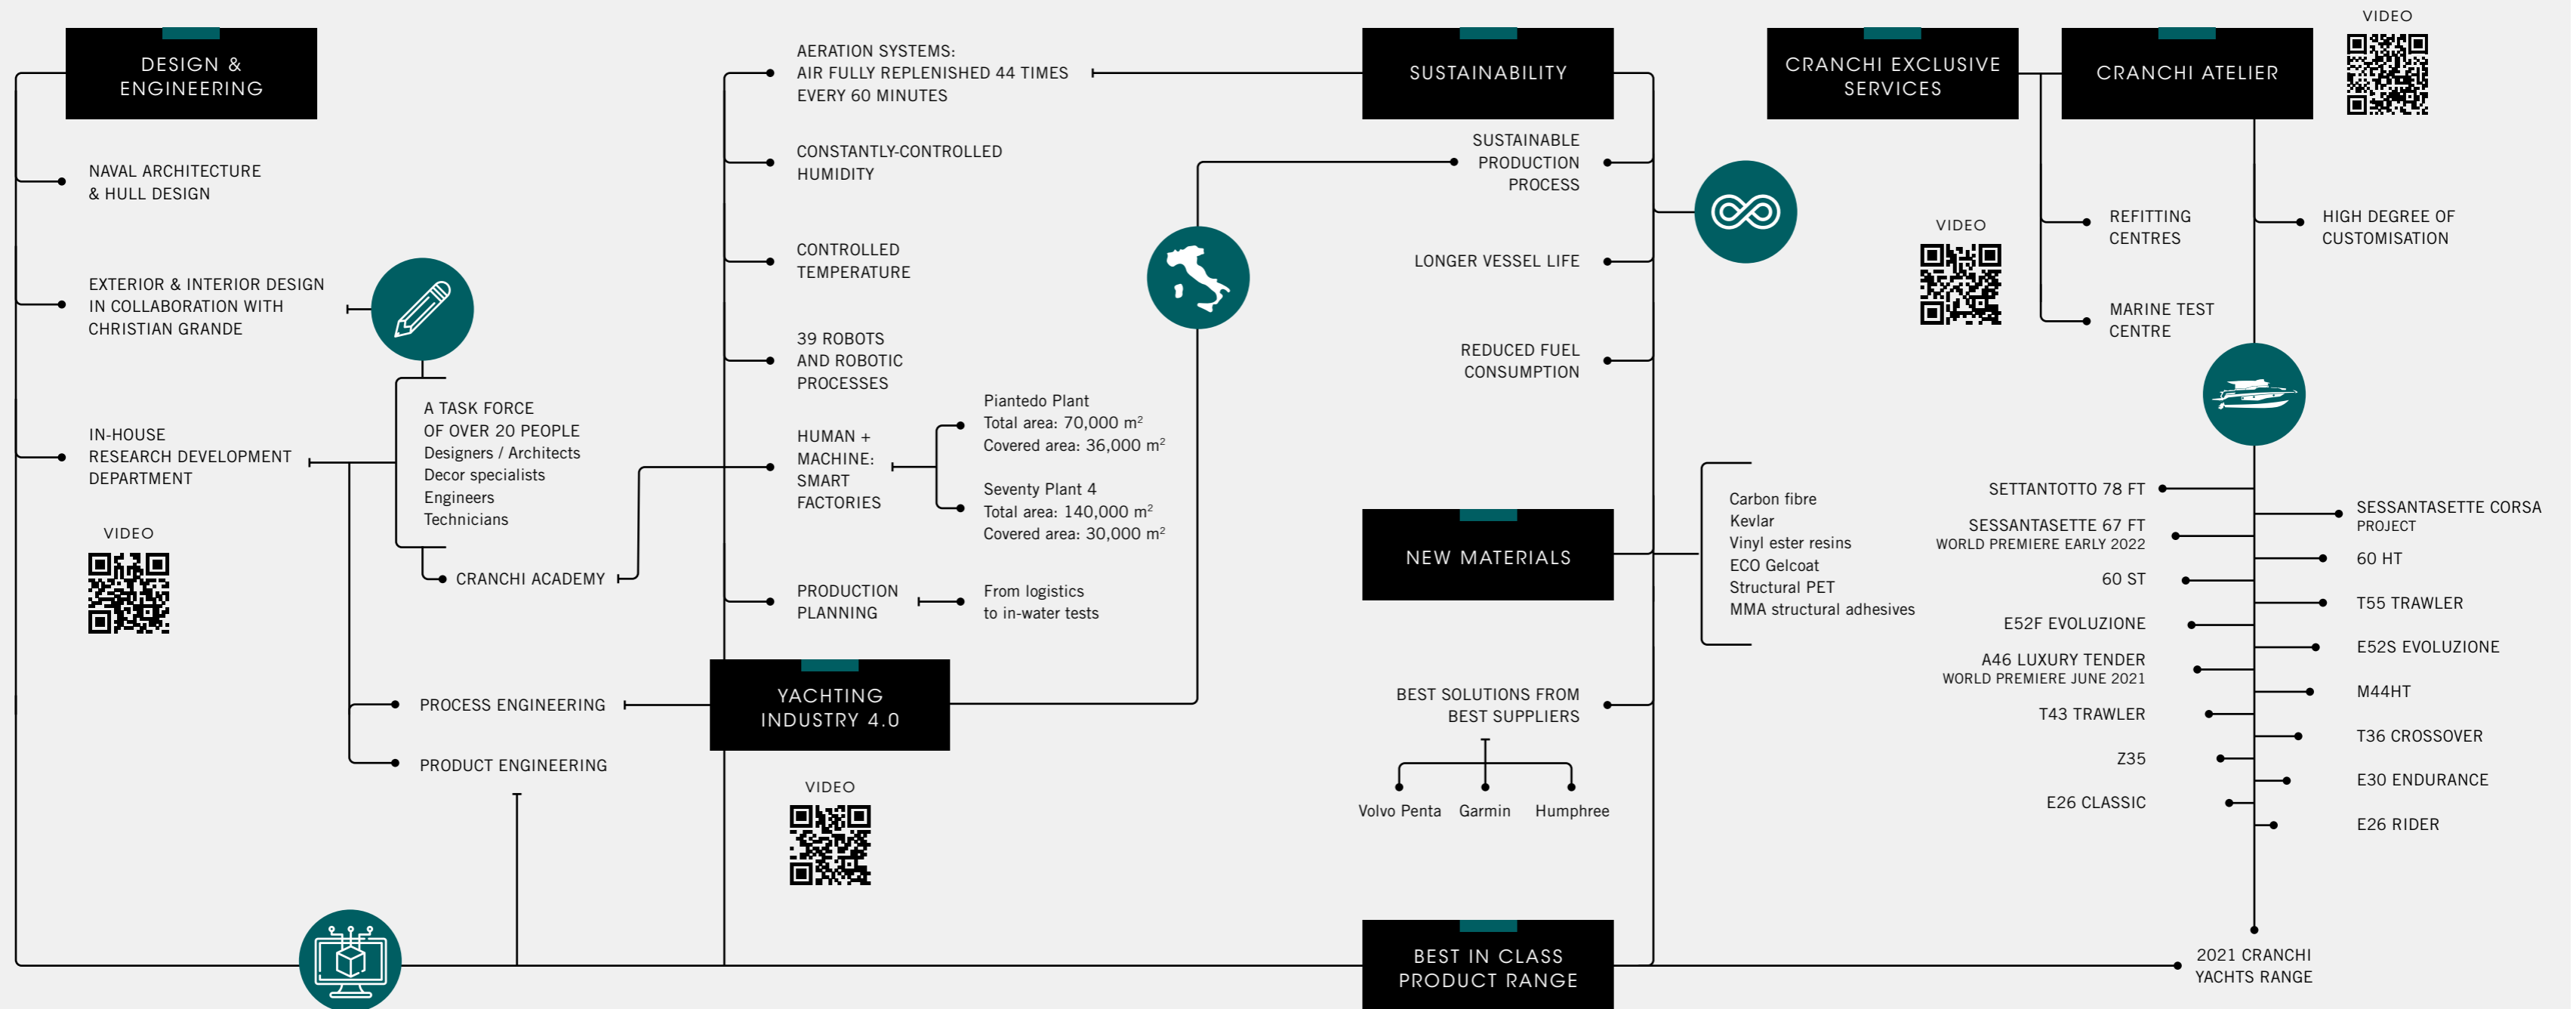 DESIGN &
ENGINEERING
NAVAL ARCHITECTURE
& HULL DESIGN
EXTERIOR & INTERIOR DESIGN
IN COLLABORATION WITH
CHRISTIAN GRANDE
IN-HOUSE
RESEARCH DEVELOPMENT
DEPARTMENT
VIDEO
A TASK FORCE
OF OVER 20 PEOPLE
Designers / Architects
Decor specialists
Engineers
Technicians
CRANCHI ACADEMY
PROCESS ENGINEERING
PRODUCT ENGINEERING
AERATION SYSTEMS:
AIR FULLY REPLENISHED 44 TIMES
EVERY 60 MINUTES
CONSTANTLY-CONTROLLED
HUMIDITY
CONTROLLED
TEMPERATURE
39 ROBOTS
AND ROBOTIC
PROCESSES
HUMAN +
MACHINE:
SMART
FACTORIES
Piantedo Plant
Total area: 70,000 m²
Covered area: 36,000 m²
Seventy Plant 4
Total area: 140,000 m²
Covered area: 30,000 m²
PRODUCTION
PLANNING
From logistics
to in-water tests
YACHTING
INDUSTRY 4.0
VIDEO
SUSTAINABILITY
SUSTAINABLE
PRODUCTION
PROCESS
LONGER VESSEL LIFE
REDUCED FUEL
CONSUMPTION
NEW MATERIALS
Carbon fibre
Kevlar
Vinyl ester resins
ECO Gelcoat
Structural PET
MMA structural adhesives
BEST SOLUTIONS FROM
BEST SUPPLIERS
Volvo Penta
Garmin
Humphree
BEST IN CLASS
PRODUCT RANGE
CRANCHI EXCLUSIVE
SERVICES
VIDEO
REFITTING
CENTRES
MARINE TEST
CENTRE
CRANCHI ATELIER
VIDEO
HIGH DEGREE OF
CUSTOMISATION
SETTANTOTTO 78 FT
SESSANTASETTE CORSA
PROJECT
SESSANTASETTE 67 FT
WORLD PREMIERE EARLY 2022
60 HT
60 ST
T55 TRAWLER
E52F EVOLUZIONE
E52S EVOLUZIONE
A46 LUXURY TENDER
WORLD PREMIERE JUNE 2021
M44HT
T43 TRAWLER
T36 CROSSOVER
Z35
E30 ENDURANCE
E26 CLASSIC
E26 RIDER
2021 CRANCHI
YACHTS RANGE